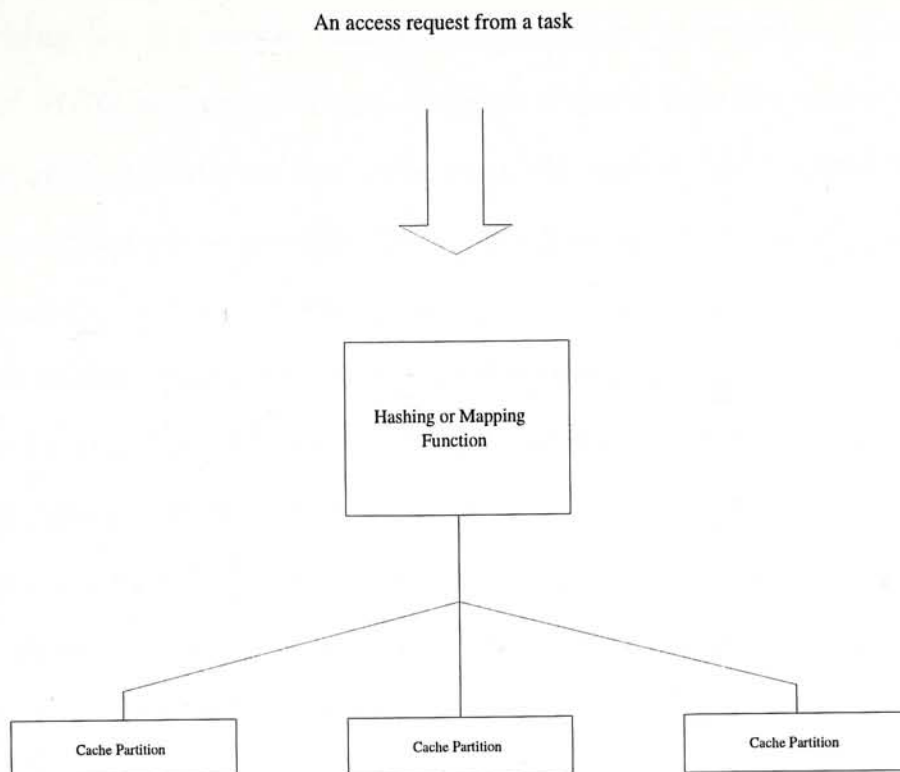 An access request from a task
Hashing or Mapping
Function
Cache Partition
Cache Partition
Cache Partition